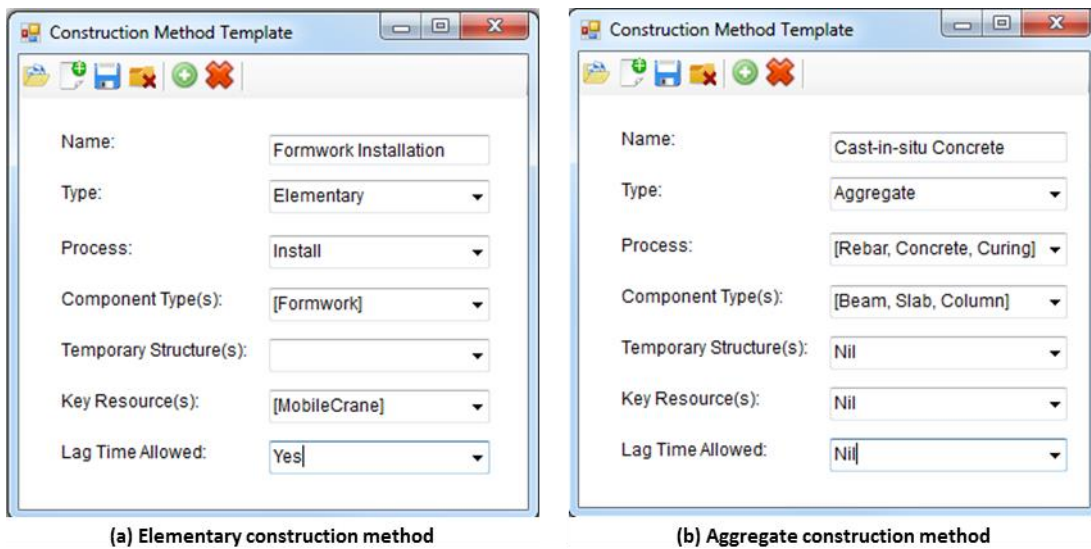 Construction Method Template
Name: Formwork Installation
Type: Elementary
Process: Install
Component Type(s): [Formwork]
Temporary Structure(s):
Key Resource(s): [MobileCrane]
Lag Time Allowed: Yes
(a) Elementary construction method
Construction Method Template
Name: Cast-in-situ Concrete
Type: Aggregate
Process: [Rebar, Concrete, Curing]
Component Type(s): [Beam, Slab, Column]
Temporary Structure(s): Nil
Key Resource(s): Nil
Lag Time Allowed: Nil
(b) Aggregate construction method